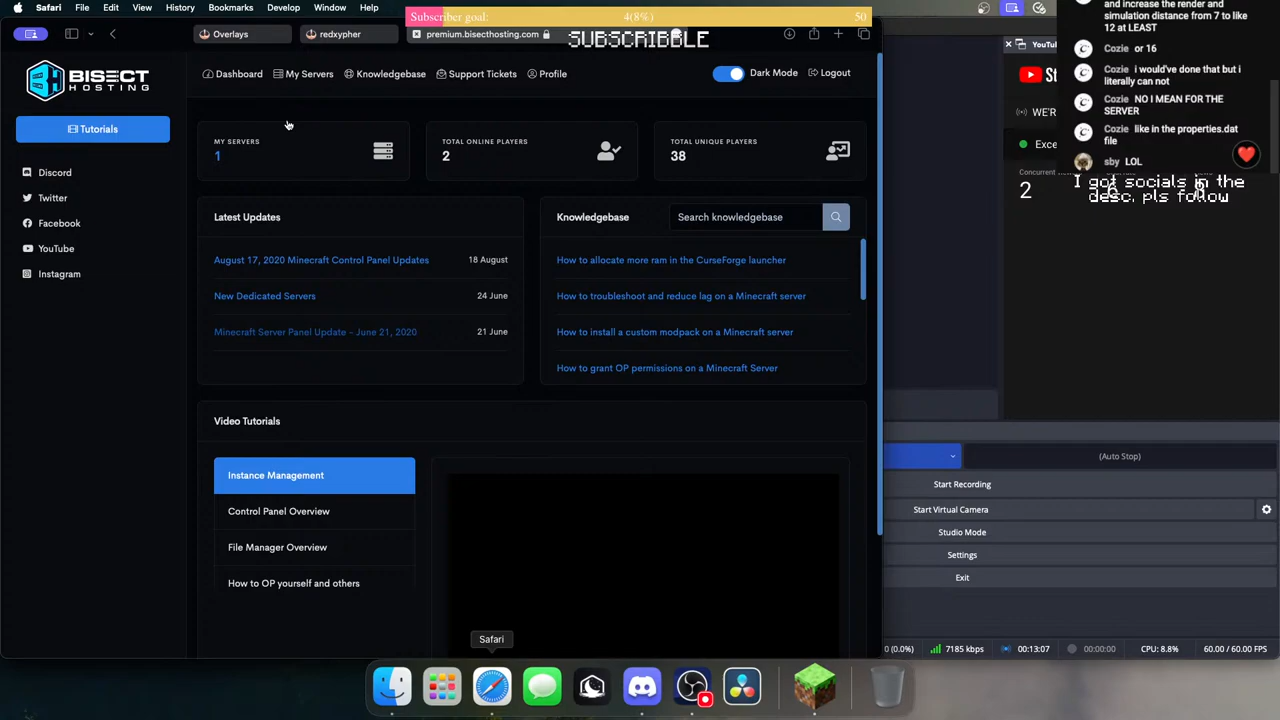 Safari File Edit View History Bookmarks Develop Window Help
Subscriber goal: 4(8%) 50
Overlays
redxypher
premium.bisecthosting.com
SUBSCRIBBLE
BISECT
HOSTING
Dashboard My Servers Knowledgebase Support Tickets Profile Dark Mode Logout
Tutorials
Discord
Twitter
Facebook
YouTube
Instagram
MY SERVERS
1
TOTAL ONLINE PLAYERS
2
TOTAL UNIQUE PLAYERS
38
Latest Updates
August 17, 2020 Minecraft Control Panel Updates 18 August
New Dedicated Servers 24 June
Minecraft Server Panel Update - June 21, 2020 21 June
Knowledgebase Search knowledgebase
How to allocate more ram in the CurseForge launcher
How to troubleshoot and reduce lag on a Minecraft server
How to install a custom modpack on a Minecraft server
How to grant OP permissions on a Minecraft Server
Video Tutorials
Instance Management
Control Panel Overview
File Manager Overview
How to OP yourself and others
Safari
and increase the render and
simulation distance from 7 to like
12 at LEAST
Cozie or 16
Cozie i would've done that but i
literally can not
Cozie NO I MEAN FOR THE
SERVER
Cozie like in the properties.dat
file
sby LOL
I got socials in the
desc. pls follow
YouTu
St
WE'R
Exce
Concurren
2
(Auto Stop)
Start Recording
Start Virtual Camera
Studio Mode
Settings
Exit
0 (0.0%) 7185 kbps 00:13:07 00:00:00 CPU: 8.8% 60.00 / 60.00 FPS